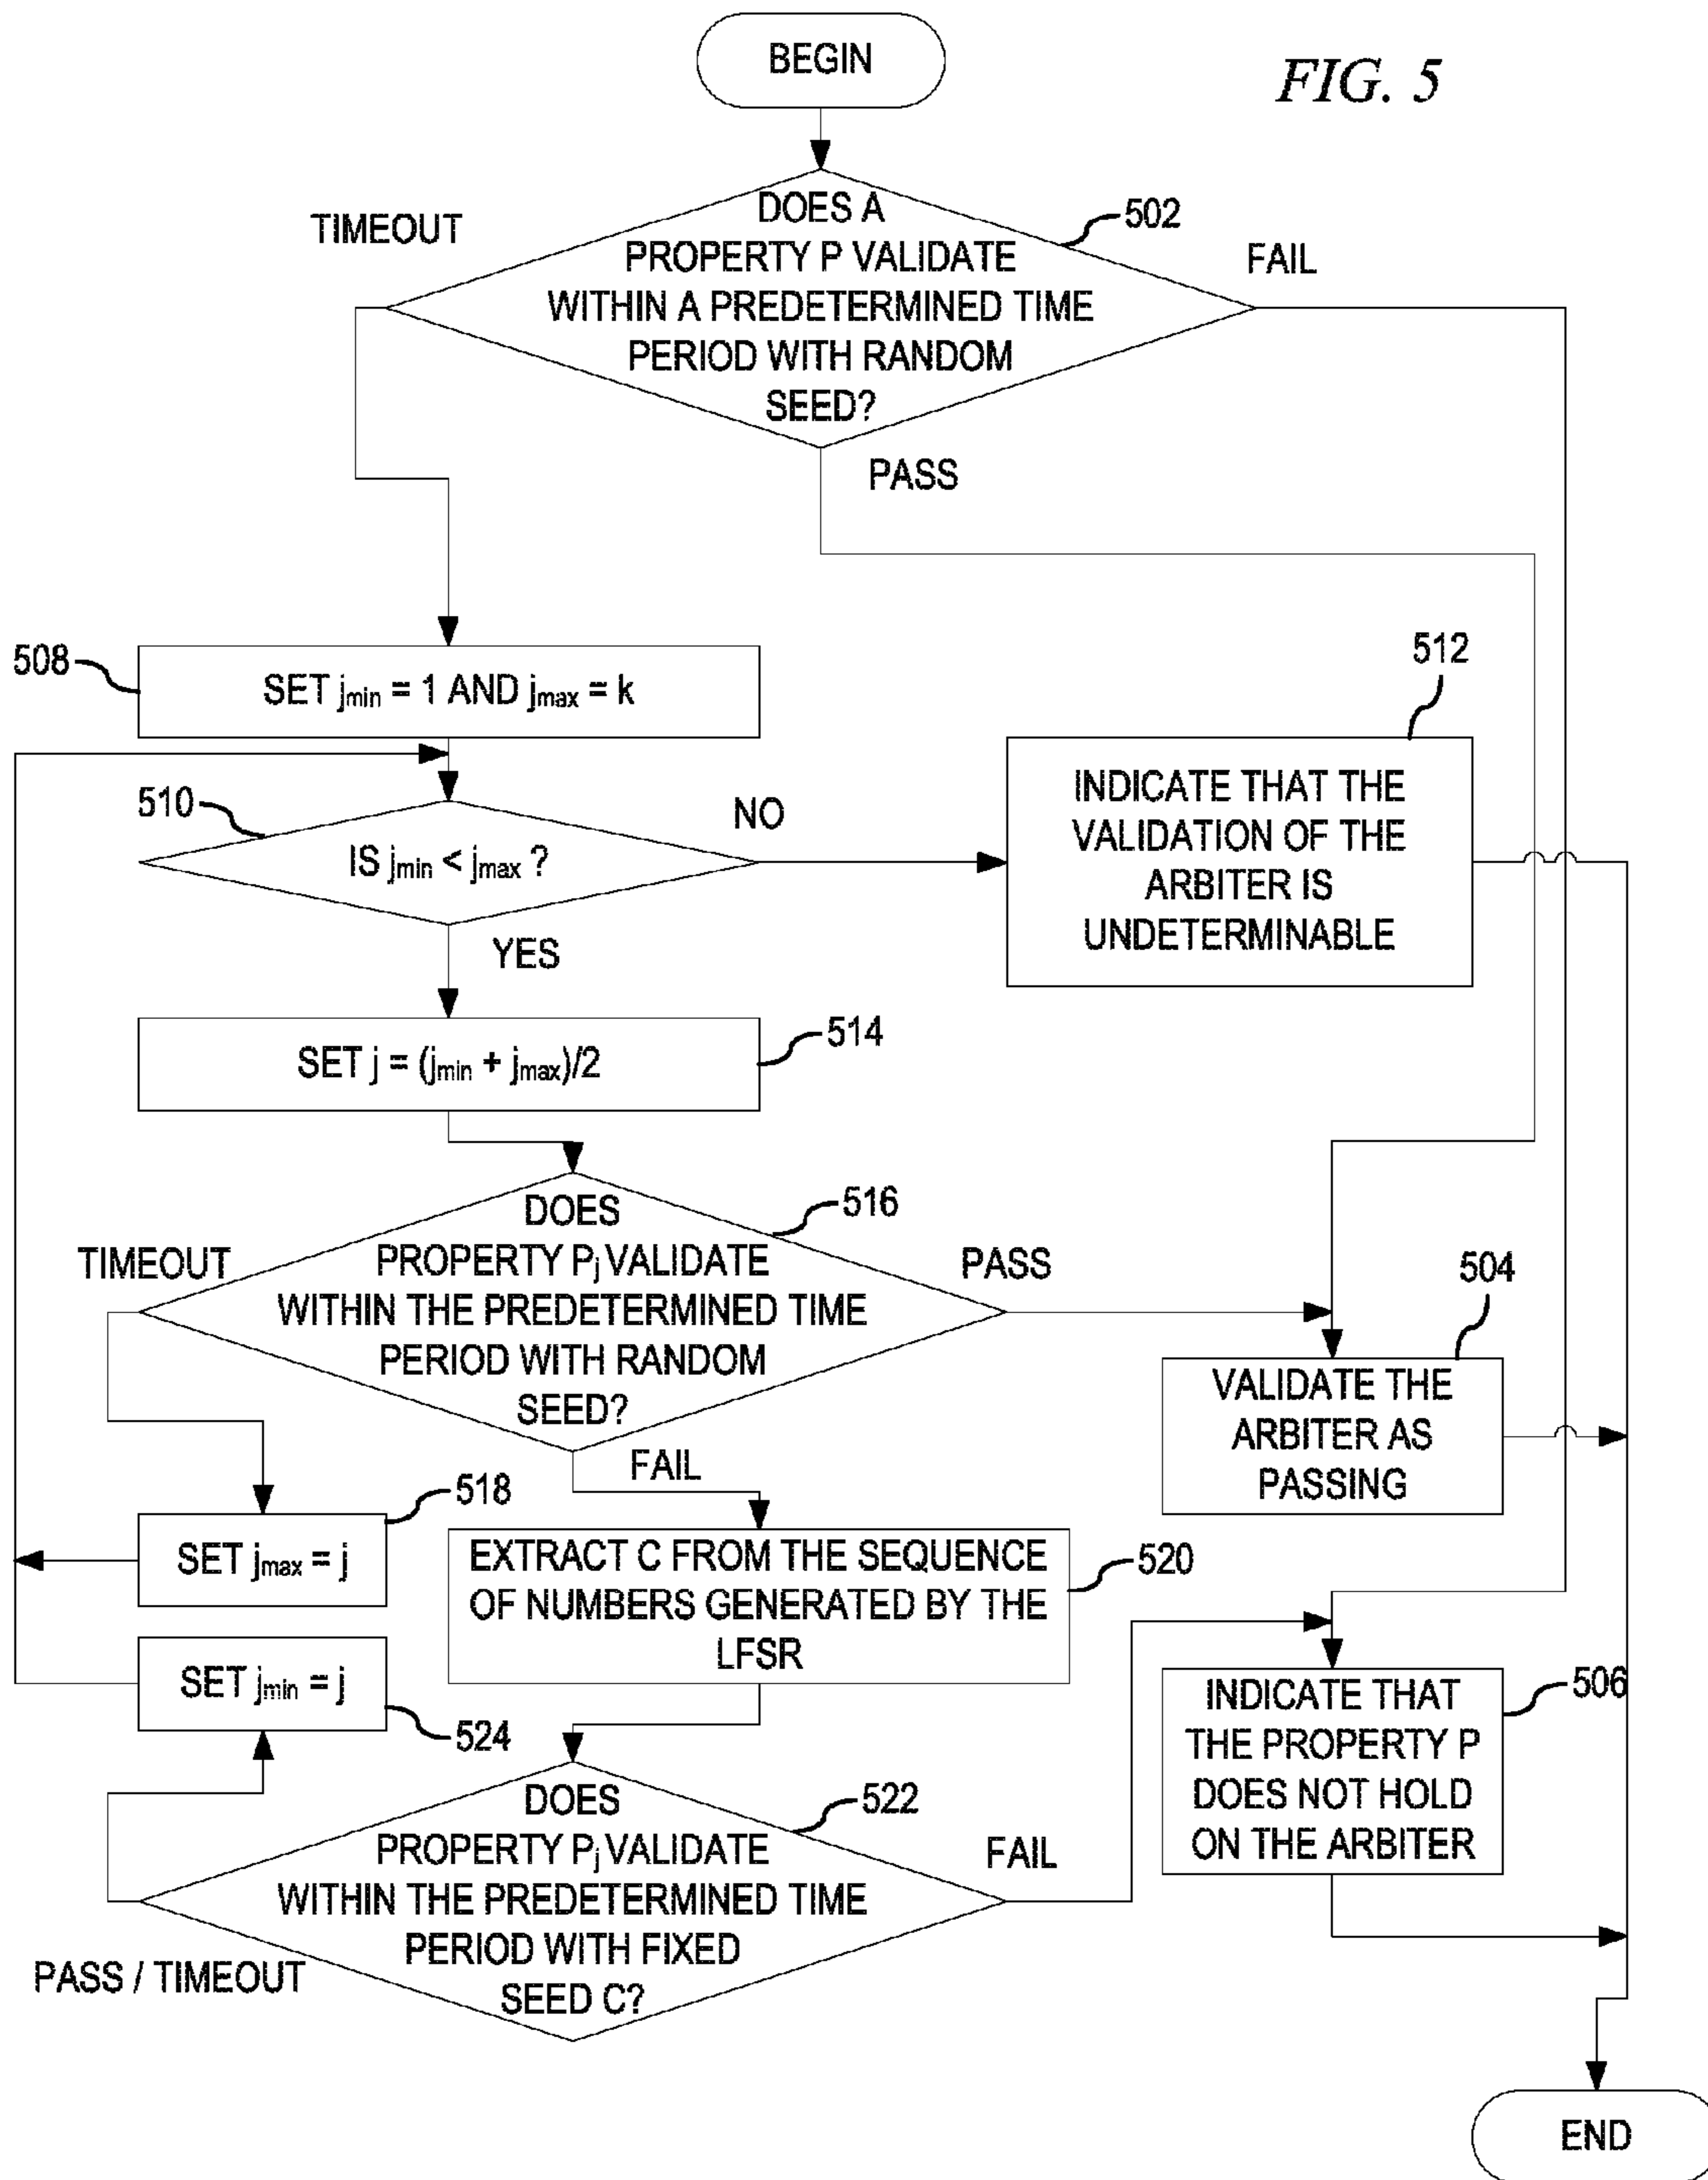 BEGIN
FIG. 5
DOES A
PROPERTY P VALIDATE
WITHIN A PREDETERMINED TIME
PERIOD WITH RANDOM
SEED?
502
TIMEOUT
FAIL
PASS
508
SET jmin = 1 AND jmax = k
510
IS jmin < jmax ?
NO
YES
512
INDICATE THAT THE
VALIDATION OF THE
ARBITER IS
UNDETERMINABLE
SET j = (jmin + jmax)/2
514
DOES
PROPERTY Pj VALIDATE
WITHIN THE PREDETERMINED TIME
PERIOD WITH RANDOM
SEED?
516
TIMEOUT
PASS
FAIL
504
VALIDATE THE
ARBITER AS
PASSING
518
SET jmax = j
EXTRACT C FROM THE SEQUENCE
OF NUMBERS GENERATED BY THE
LFSR
520
SET jmin = j
524
INDICATE THAT
THE PROPERTY P
DOES NOT HOLD
ON THE ARBITER
506
DOES
PROPERTY Pj VALIDATE
WITHIN THE PREDETERMINED TIME
PERIOD WITH FIXED
SEED C?
522
FAIL
PASS / TIMEOUT
END